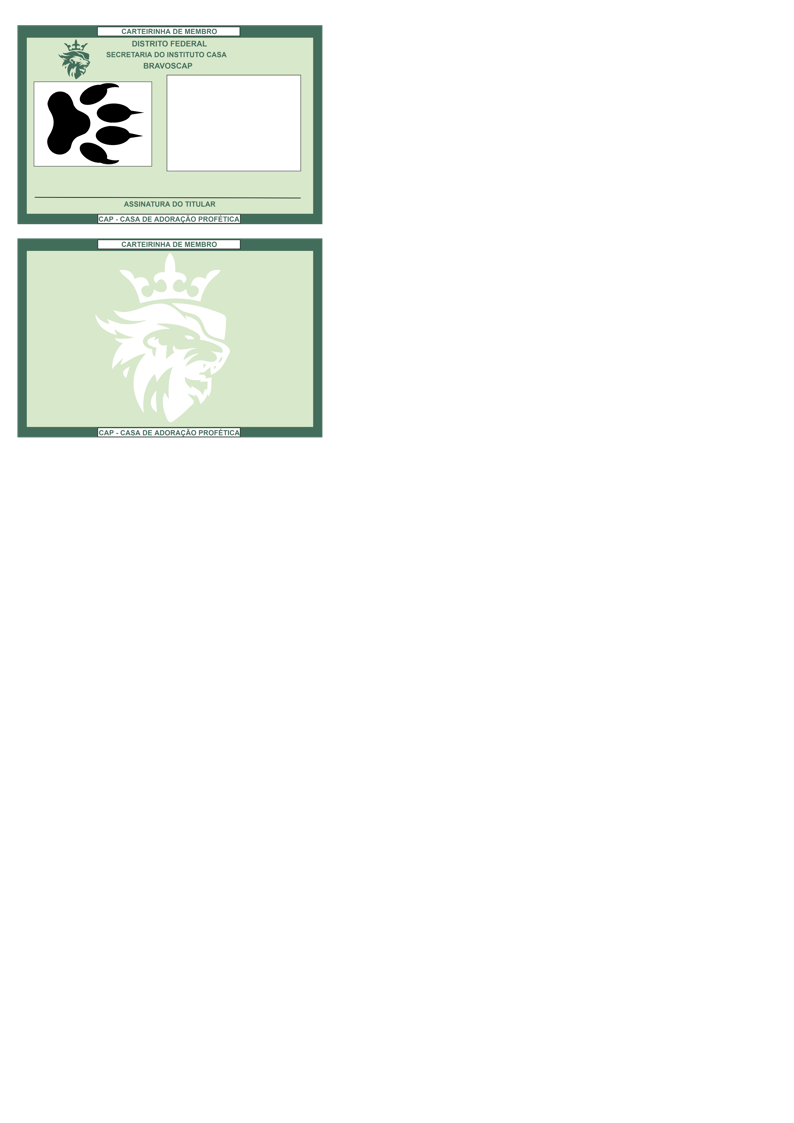 CARTEIRINHA DE MEMBRO
DISTRITO FEDERAL
SECRETARIA DO INSTITUTO CASA
BRAVOSCAP
ASSINATURA DO TITULAR
CAP - CASA DE ADORAÇÃO PROFÉTICA
CARTEIRINHA DE MEMBRO
CAP - CASA DE ADORAÇÃO PROFÉTICA